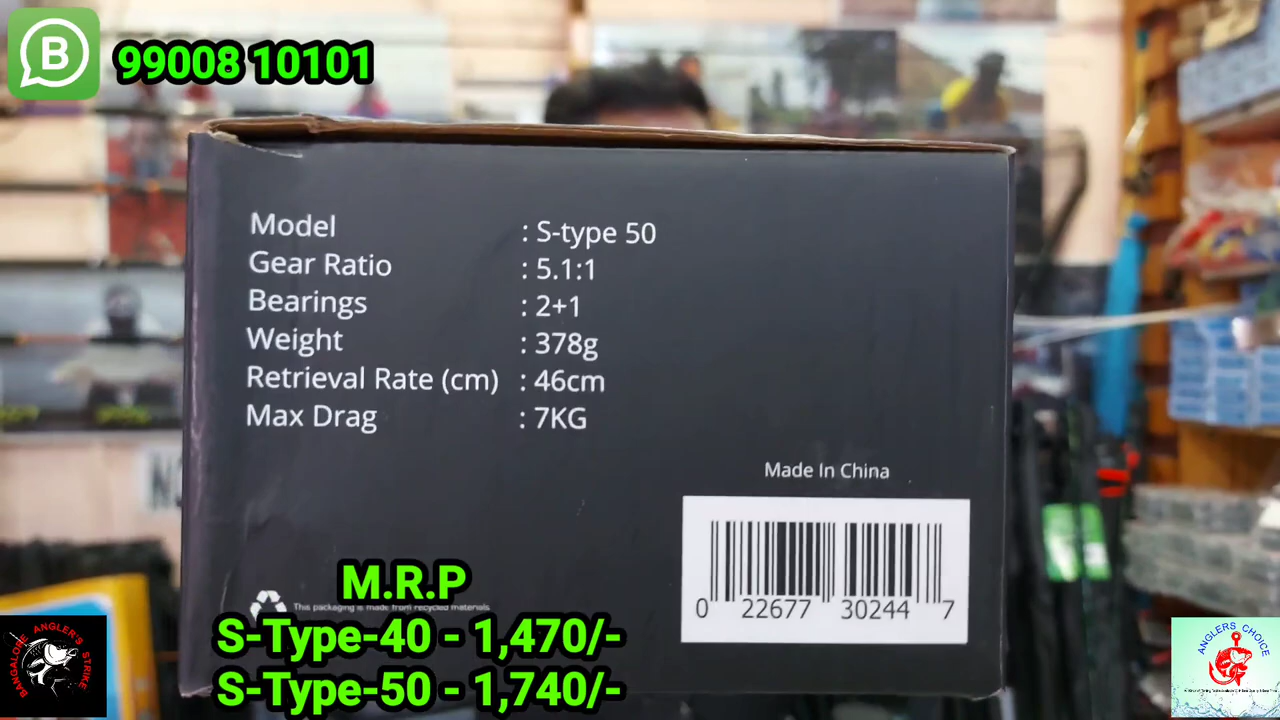 B
99008 10101
Model : S-type 50
Gear Ratio : 5.1:1
Bearings : 2+1
Weight : 378g
Retrieval Rate (cm) : 46cm
Max Drag : 7KG
Made In China
0 22677 30244 7
This packaging is made from recycled materials
M.R.P
S-Type-40 - 1,470/-
S-Type-50 - 1,740/-
BANGALORE ANGLER'S STRIKE
ANGLERS CHOICE